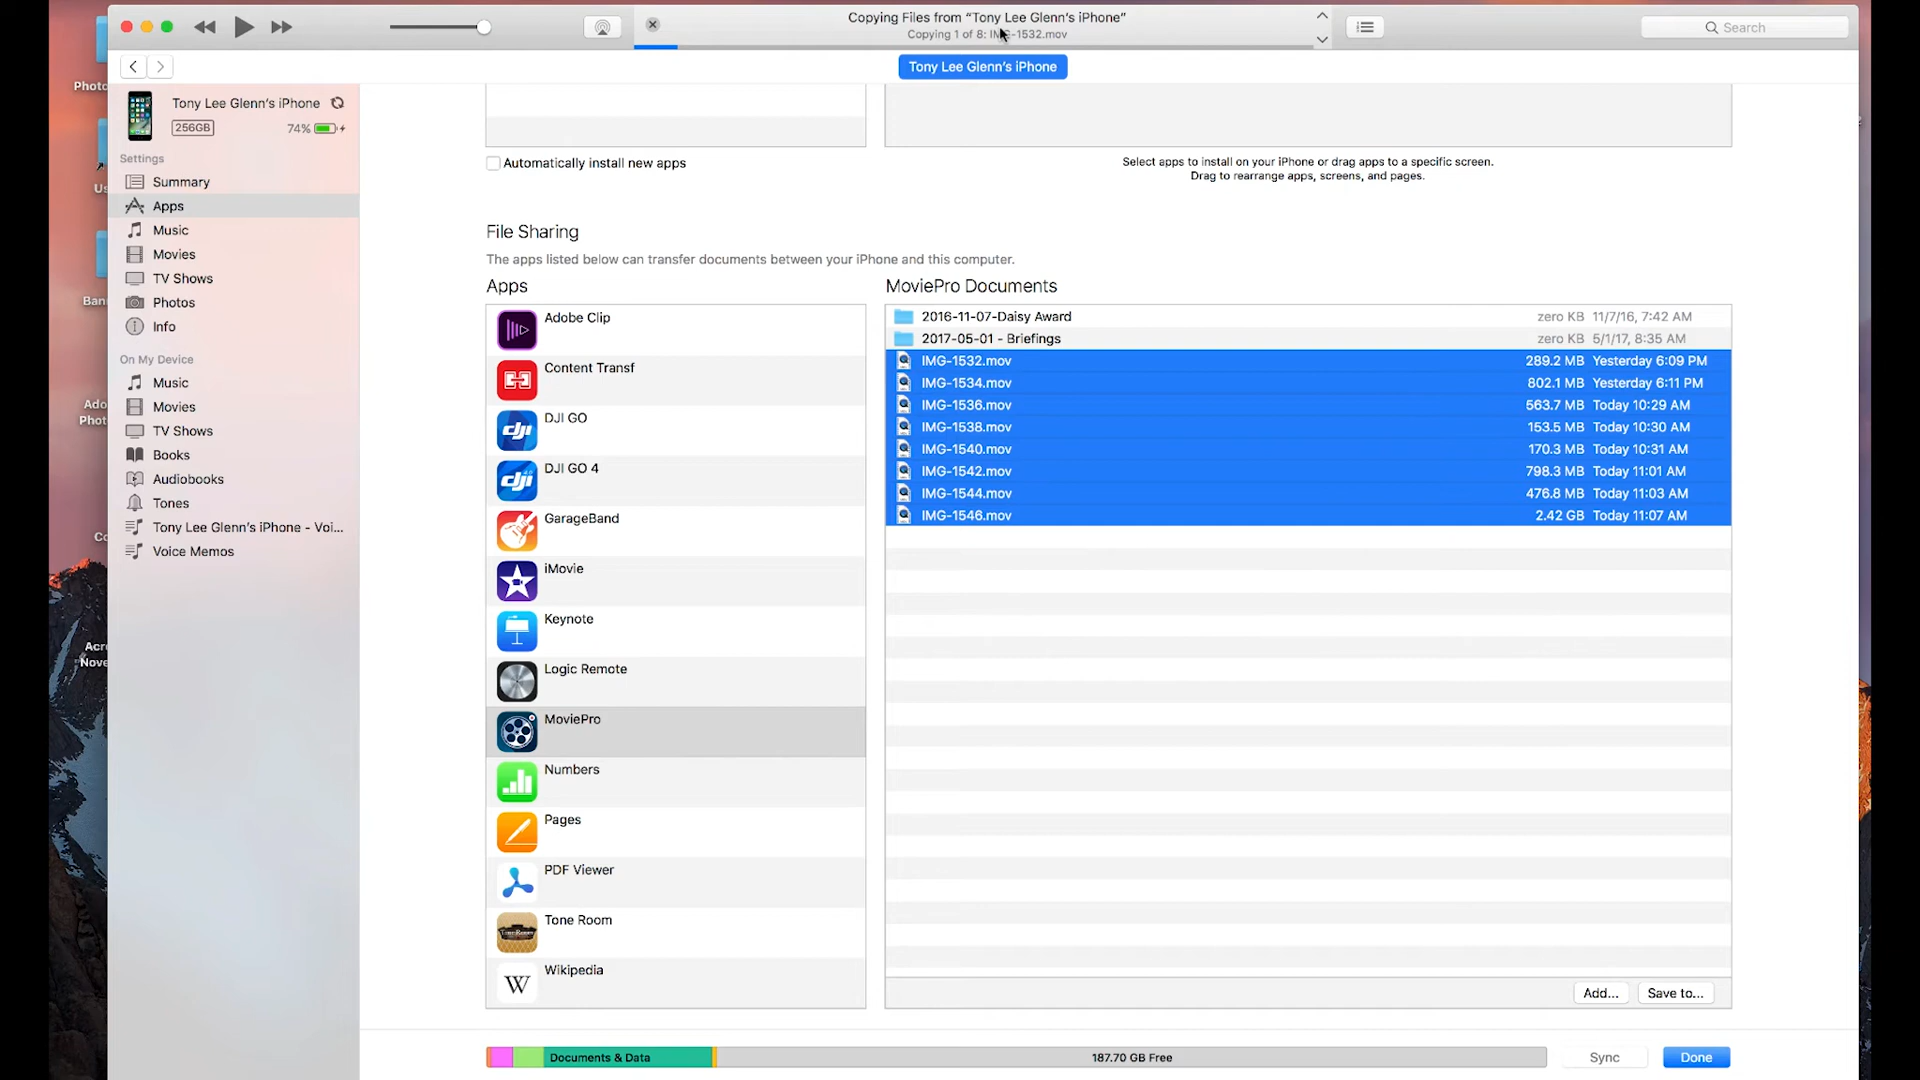 Copying Files from “Tony Lee Glenn’s iPhone”
Copying 1 of 8: IMG-1532.mov
Search
Tony Lee Glenn’s iPhone
Tony Lee Glenn’s iPhone
256GB
74%
Settings
Summary
Apps
Music
Movies
TV Shows
Photos
Info
On My Device
Music
Movies
TV Shows
Books
Audiobooks
Tones
Tony Lee Glenn’s iPhone - Voi...
Voice Memos
Automatically install new apps
Select apps to install on your iPhone or drag apps to a specific screen.
Drag to rearrange apps, screens, and pages.
File Sharing
The apps listed below can transfer documents between your iPhone and this computer.
Apps
Adobe Clip
Content Transf
DJI GO
DJI GO 4
GarageBand
iMovie
Keynote
Logic Remote
MoviePro
Numbers
Pages
PDF Viewer
Tone Room
Wikipedia
MoviePro Documents
2016-11-07-Daisy Award zero KB 11/7/16, 7:42 AM
2017-05-01 - Briefings zero KB 5/1/17, 8:35 AM
IMG-1532.mov 289.2 MB Yesterday 6:09 PM
IMG-1534.mov 802.1 MB Yesterday 6:11 PM
IMG-1536.mov 563.7 MB Today 10:29 AM
IMG-1538.mov 153.5 MB Today 10:30 AM
IMG-1540.mov 170.3 MB Today 10:31 AM
IMG-1542.mov 798.3 MB Today 11:01 AM
IMG-1544.mov 476.8 MB Today 11:03 AM
IMG-1546.mov 2.42 GB Today 11:07 AM
Add... Save to...
Documents & Data
187.70 GB Free
Sync
Done